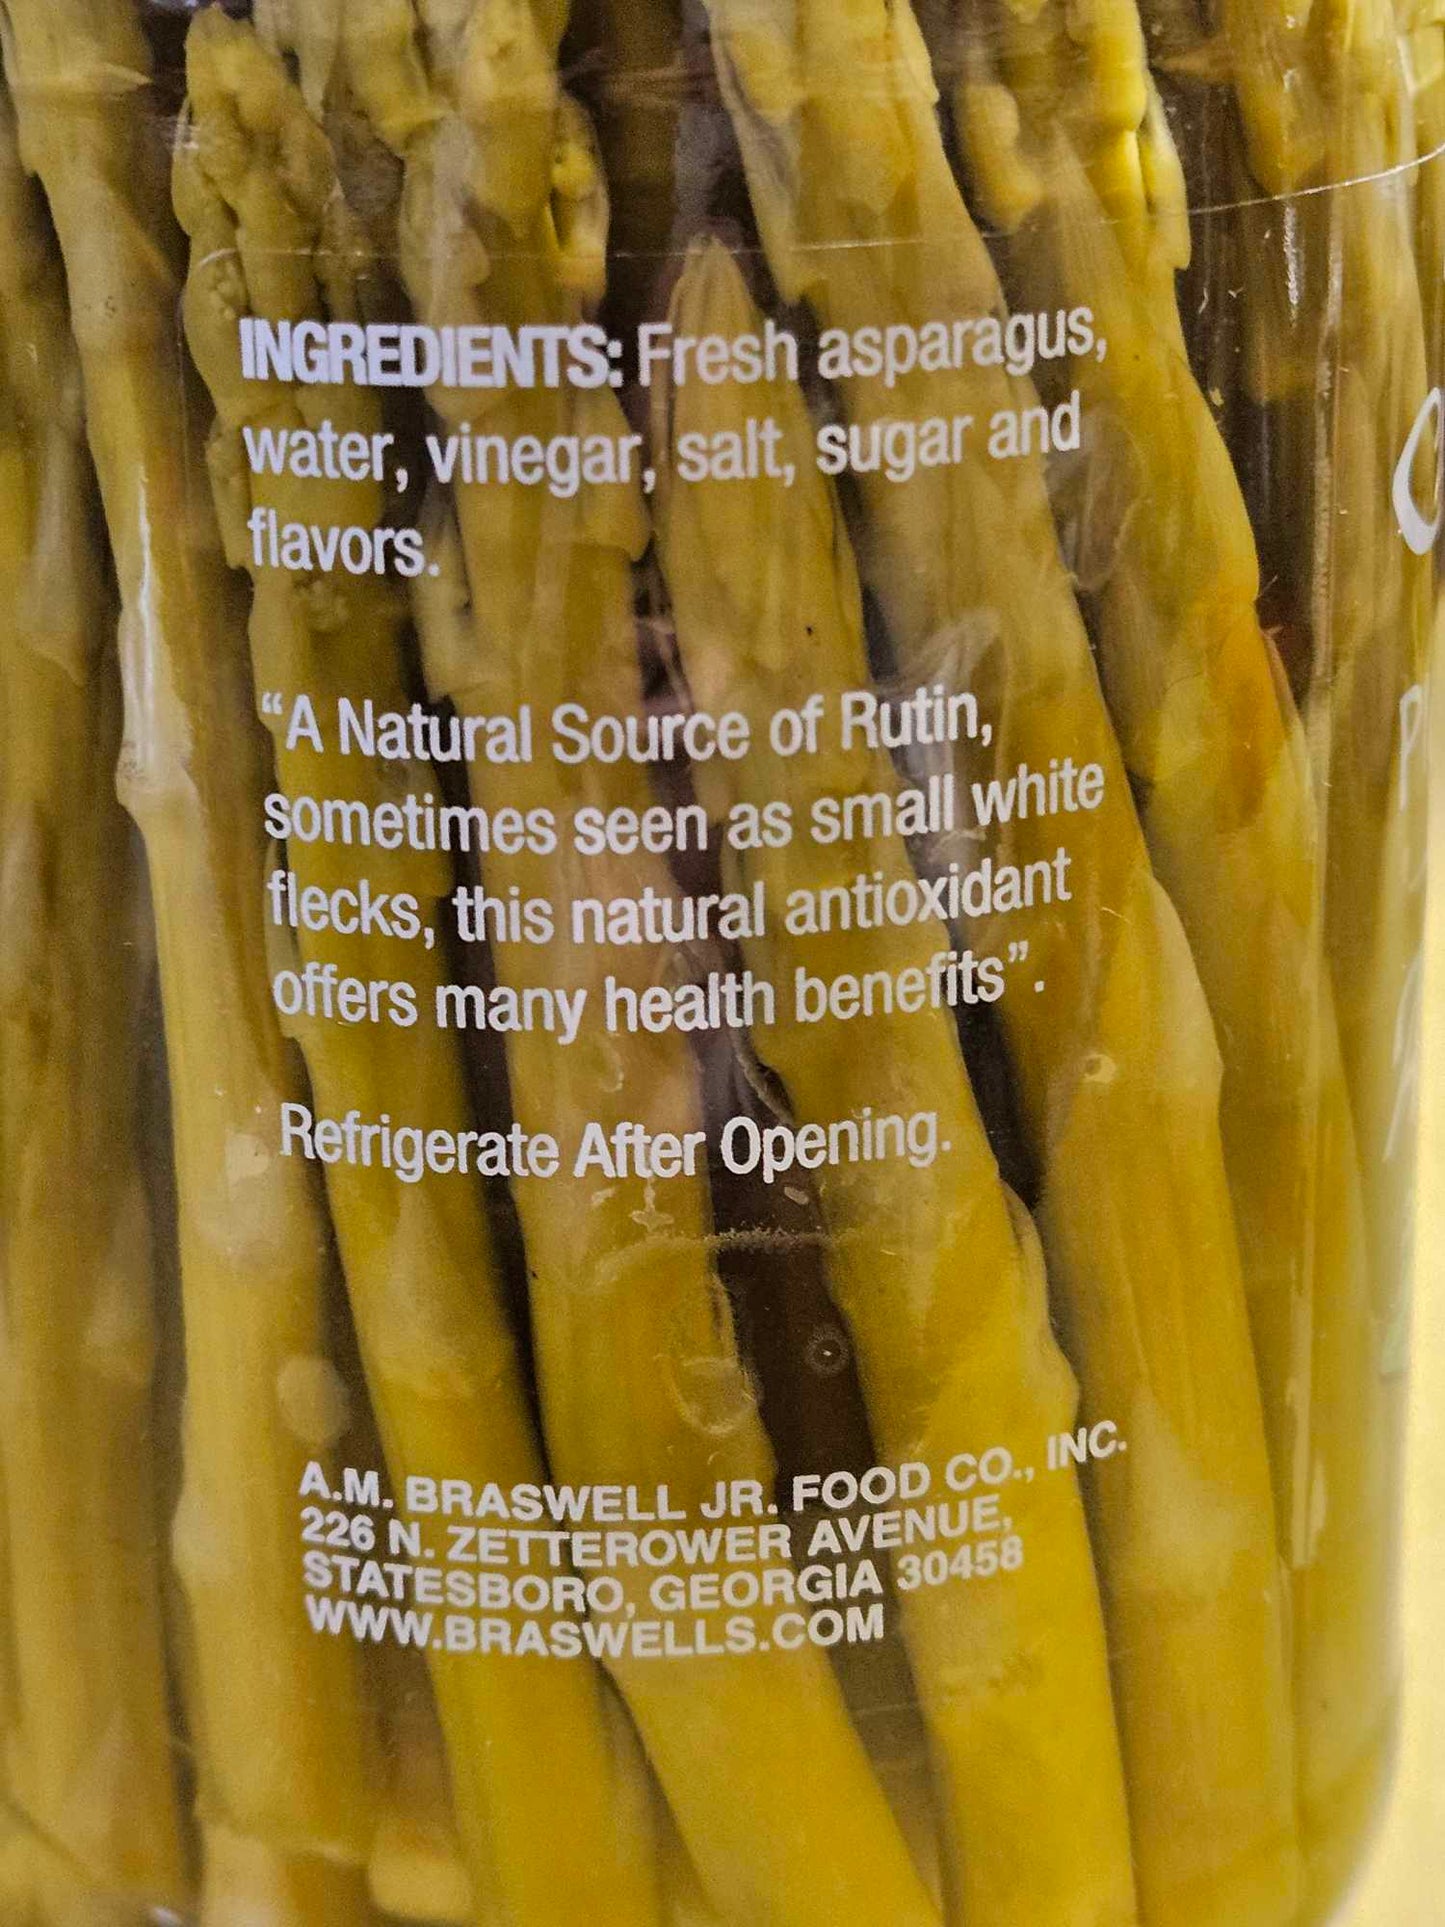 INGREDIENTS: Fresh asparagus,
water, vinegar, salt, sugar and
flavors.
“A Natural Source of Rutin,
sometimes seen as small white
flecks, this natural antioxidant
offers many health benefits”.
Refrigerate After Opening.
A.M. BRASWELL JR. FOOD CO., INC.
226 N. ZETTEROWER AVENUE,
STATESBORO, GEORGIA 30458
WWW.BRASWELLS.COM